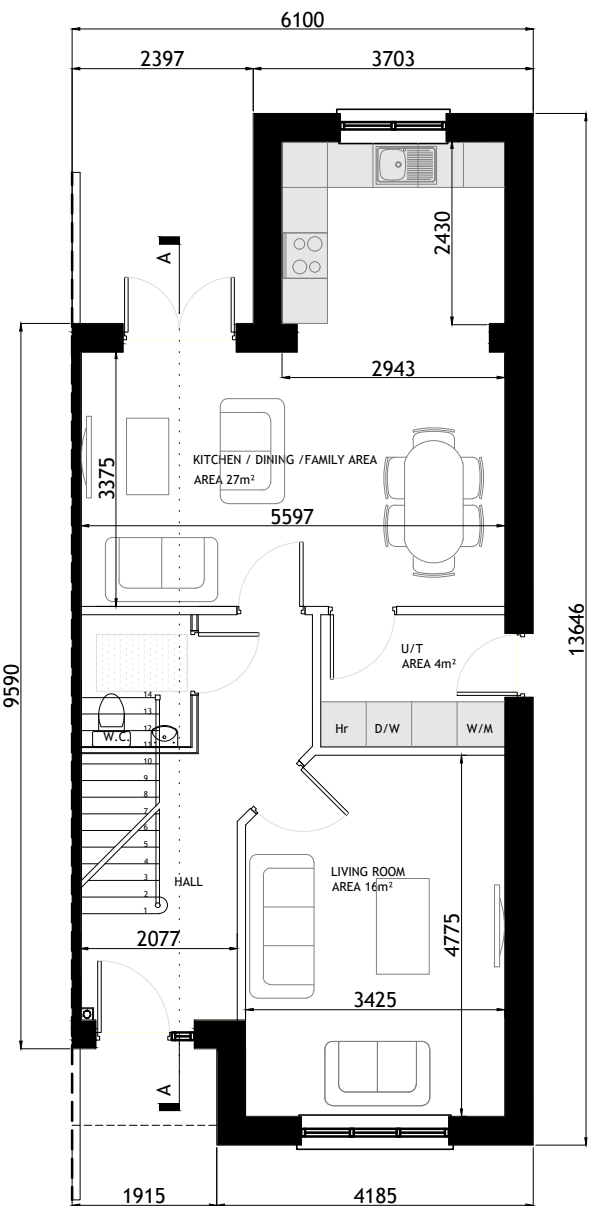 6100
2397
3703
2430
A
2943
KITCHEN / DINING /FAMILY AREA
AREA 27m²
3375
5597
13646
9590
U/T
AREA 4m²
14
13
12
11
10
9
8
7
6
5
4
3
2
1
W.C.
Hr
D/W
W/M
LIVING ROOM
AREA 16m²
HALL
4775
2077
3425
A
1915
4185